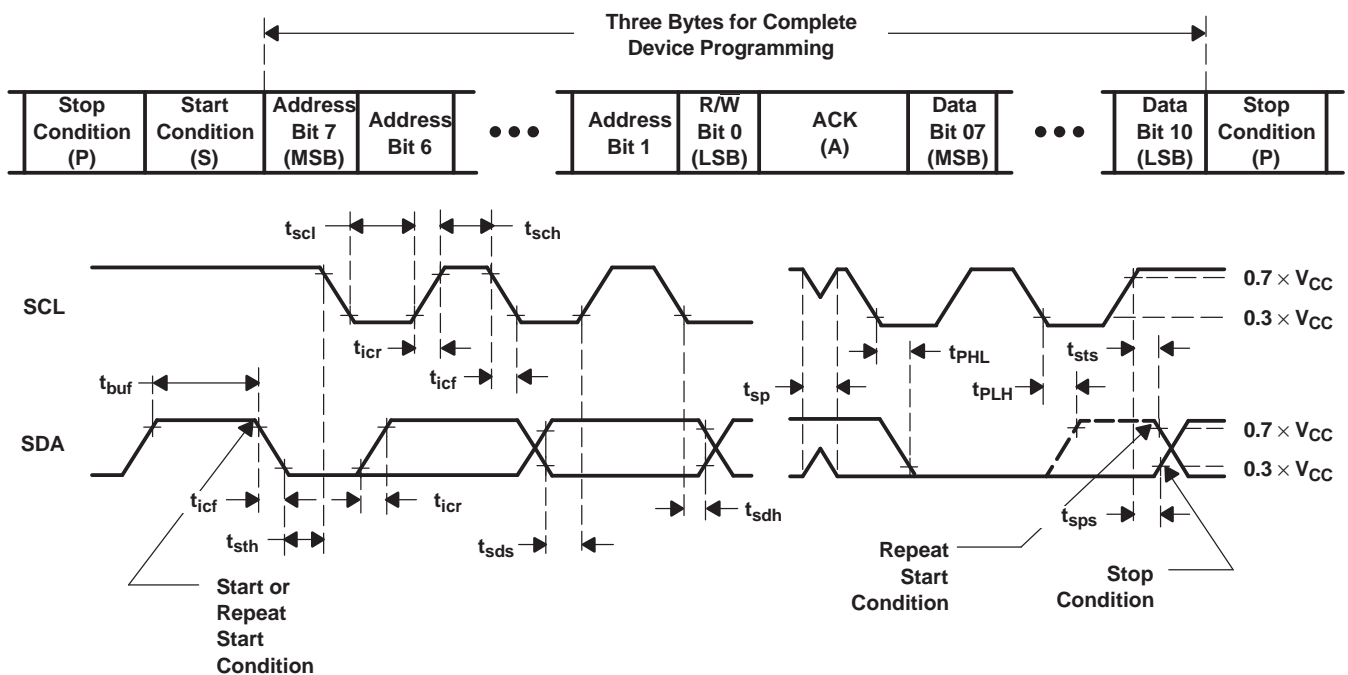 Three Bytes for Complete
Device Programming
Stop
Condition
(P)
Start
Condition
(S)
Address
Bit 7
(MSB)
Address
Bit 6
•••
Address
Bit 1
R/W̅
Bit 0
(LSB)
ACK
(A)
Data
Bit 07
(MSB)
•••
Data
Bit 10
(LSB)
Stop
Condition
(P)
tscl
tsch
SCL
0.7 × VCC
0.3 × VCC
ticr
ticf
tPHL
tsts
tbuf
tsp
tPLH
SDA
0.7 × VCC
0.3 × VCC
ticf
ticr
tsth
tsds
tsdh
tsps
Start or
Repeat
Start
Condition
Repeat
Start
Condition
Stop
Condition